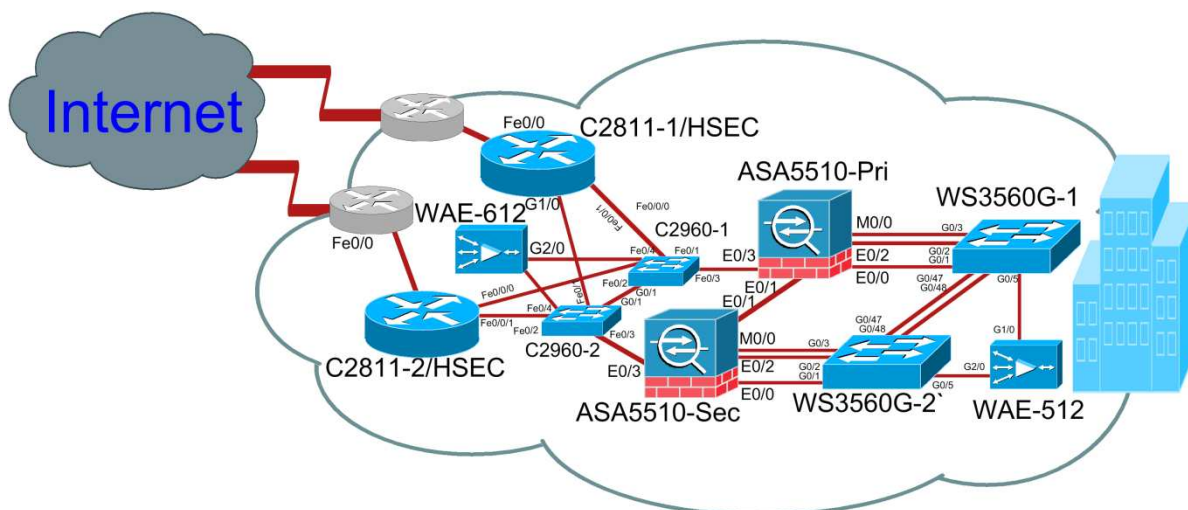 Internet
Fe0/0
C2811-1/HSEC
G1/0
Fe0/0/1
Fe0/0/0
Fe0/0
WAE-612
G2/0
C2960-1
Fe0/4
Fe0/1
Fe0/2
Fe0/3
G0/1
ASA5510-Pri
M0/0
E0/3
E0/2
E0/0
E0/1
WS3560G-1
G0/3
G0/2
G0/1
G0/47
G0/48
G0/5
Fe0/0/0
Fe0/0/1
C2811-2/HSEC
Fe0/4
Fe0/2
G0/1
Fe0/3
C2960-2
E0/1
E0/3
M0/0
E0/2
E0/0
ASA5510-Sec
G0/47
G0/48
G0/3
G0/2
G0/1
G0/5
WS3560G-2`
G1/0
G2/0
WAE-512